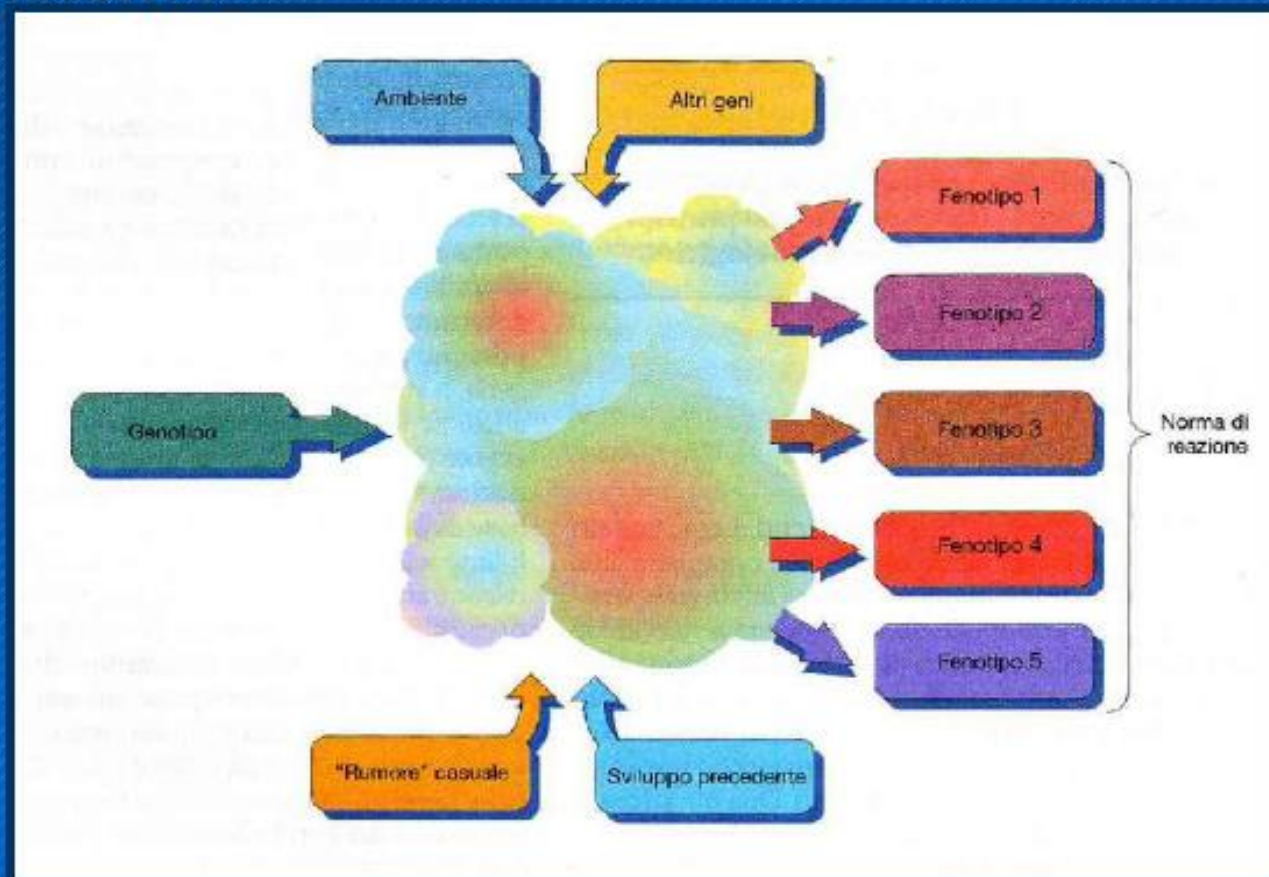 Ambiente
Altri geni
Fenotipo 1
Fenotipo 2
Genotipo
Fenotipo 3
Norma di
reazione
Fenotipo 4
Fenotipo 5
"Rumore" casuale
Sviluppo precedente